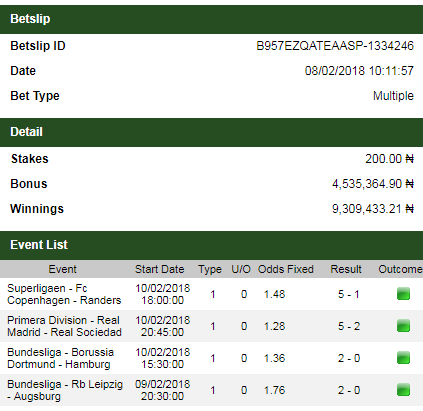 Betslip
Betslip ID B957EZQATEAASP-1334246
Date 08/02/2018 10:11:57
Bet Type Multiple
Detail
Stakes 200.00 ₦
Bonus 4,535,364.90 ₦
Winnings 9,309,433.21 ₦
Event List
Event Start Date Type U/O Odds Fixed Result Outcome
Superligaen - Fc 10/02/2018
Copenhagen - Randers 18:00:00 1 0 1.48 5 - 1
Primera Division - Real 10/02/2018
Madrid - Real Sociedad 20:45:00 1 0 1.28 5 - 2
Bundesliga - Borussia 10/02/2018
Dortmund - Hamburg 15:30:00 1 0 1.36 2 - 0
Bundesliga - Rb Leipzig 09/02/2018
- Augsburg 20:30:00 1 0 1.76 2 - 0